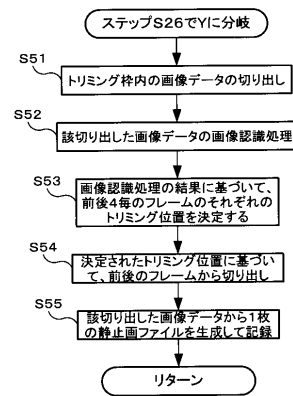 ステップS26でYに分岐
S51
トリミング枠内の画像データの切り出し
S52
該切り出した画像データの画像認識処理
S53
画像認識処理の結果に基づいて、
前後4毎のフレームのそれぞれの
トリミング位置を決定する
S54
決定されたトリミング位置に基づい
て、前後のフレームから切り出し
S55
該切り出した画像データから1枚
の静止画ファイルを生成して記録
リターン